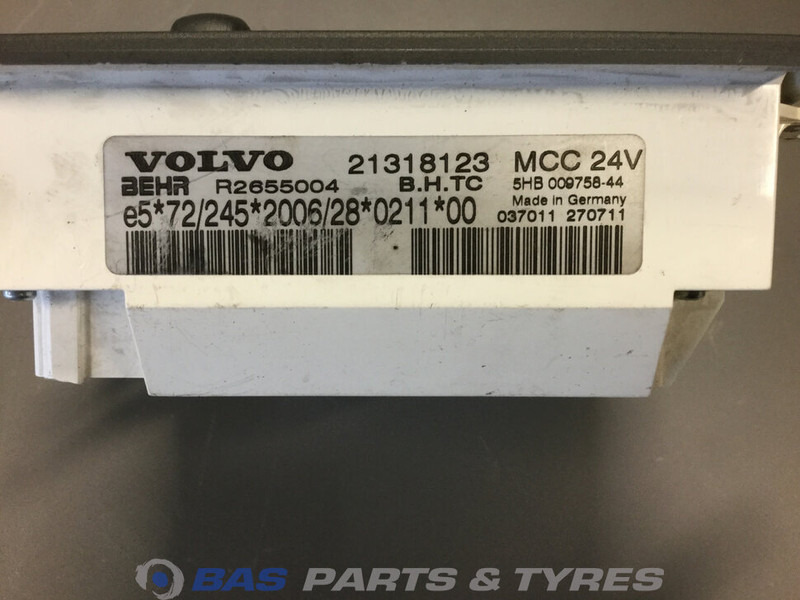 VOLVO 21318123 MCC 24V
BEHR R2655004 B.H.TC 5HB 009758-44
Made in Germany
e5*72/245*2006/28*0211*00 037011 270711
BAS PARTS & TYRES